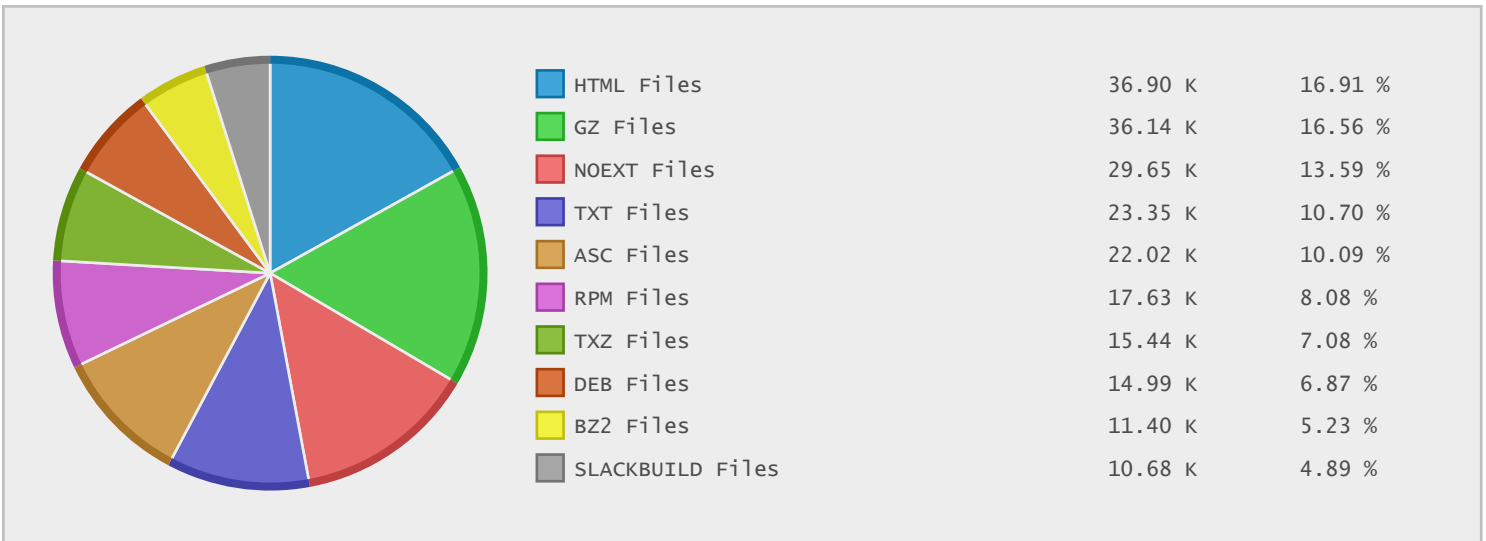 HTML Files 36.90 K 16.91 %
GZ Files 36.14 K 16.56 %
NOEXT Files 29.65 K 13.59 %
TXT Files 23.35 K 10.70 %
ASC Files 22.02 K 10.09 %
RPM Files 17.63 K 8.08 %
TXZ Files 15.44 K 7.08 %
DEB Files 14.99 K 6.87 %
BZ2 Files 11.40 K 5.23 %
SLACKBUILD Files 10.68 K 4.89 %